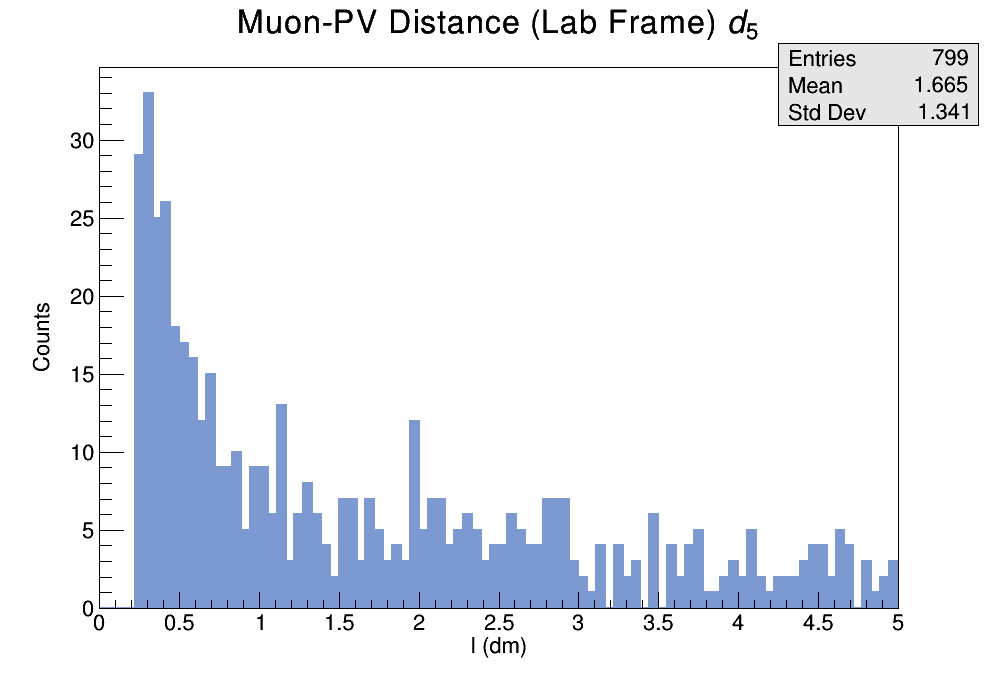 Muon-PV Distance (Lab Frame) d5
Entries 799
Mean 1.665
Std Dev 1.341
30
25
20
15
10
5
0
Counts
0 0.5 1 1.5 2 2.5 3 3.5 4 4.5 5
l (dm)